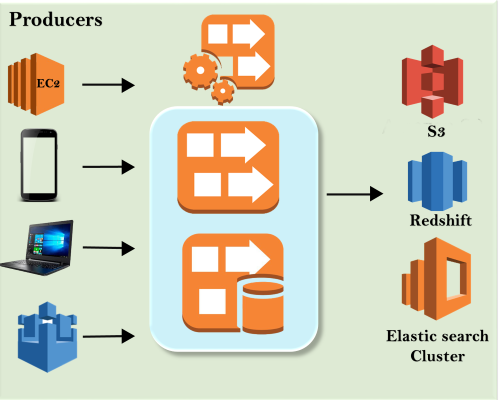 Producers
EC2
S3
Redshift
Elastic search
Cluster